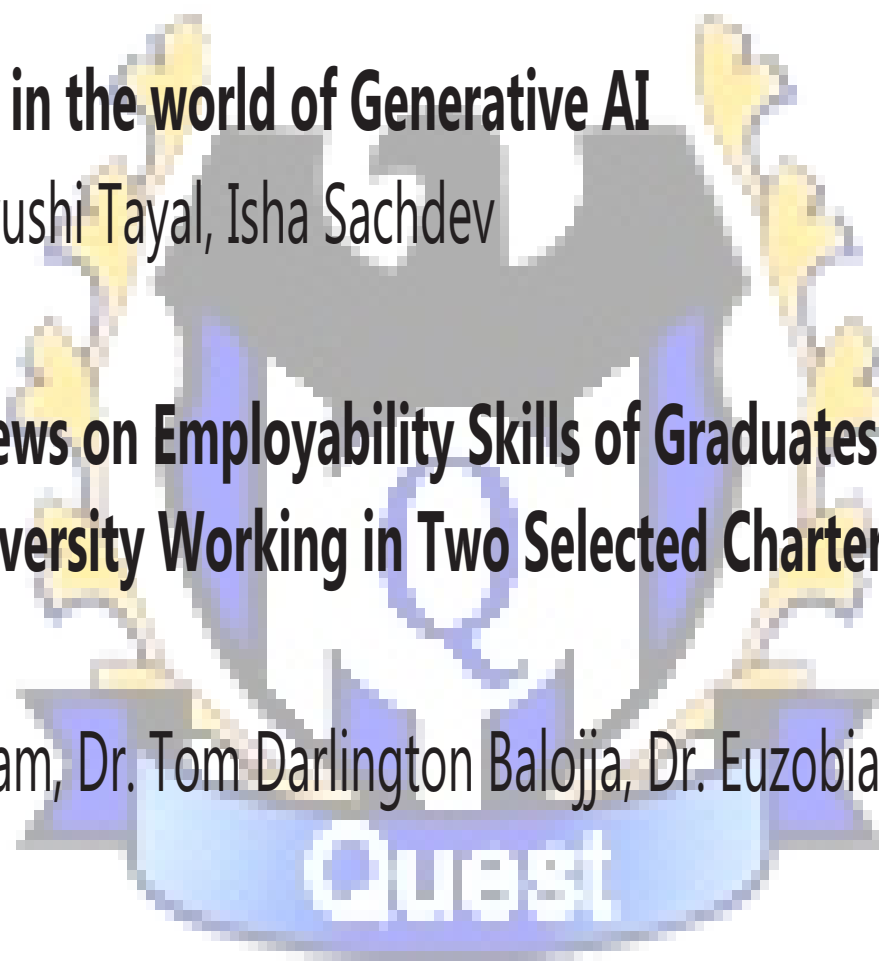 in the world of Generative AI
ushi Tayal, Isha Sachdev
ews on Employability Skills of Graduates
versity Working in Two Selected Charter
Q
am, Dr. Tom Darlington Balojja, Dr. Euzobia
Quest